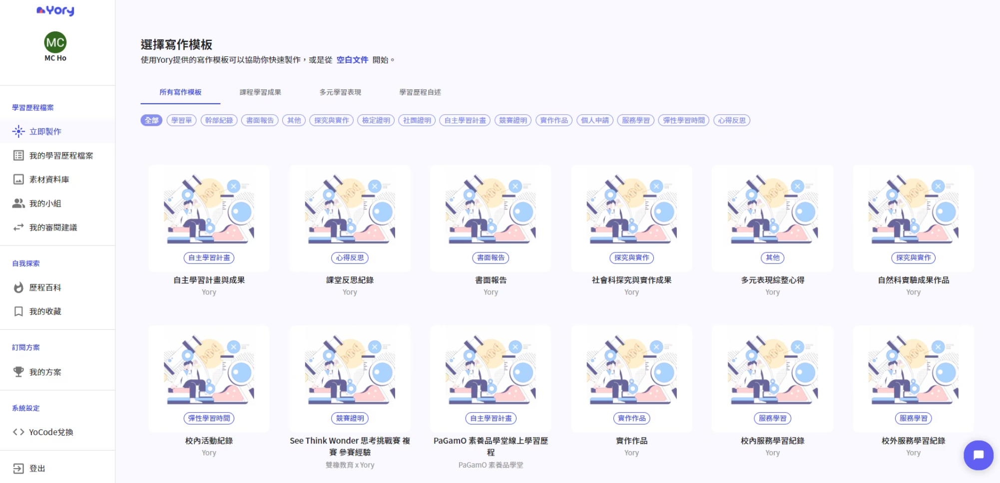 Yory
MC
MC Ho
學習歷程檔案
立即製作
我的學習歷程檔案
素材資料庫
我的小組
我的審閱建議
自我探索
歷程百科
我的收藏
訂閱方案
我的方案
系統設定
YoCode兌換
登出
選擇寫作模板
使用Yory提供的寫作模板可以協助你快速製作，或是從 空白文件 開始。
所有寫作模板 課程學習成果 多元學習表現 學習歷程自述
全部 學習單 幹部紀錄 書面報告 其他 探究與實作 檢定證明 社團證明 自主學習計畫 競賽證明 實作作品 個人申請 服務學習 彈性學習時間 心得反思
自主學習計畫
自主學習計畫與成果
Yory
心得反思
課堂反思紀錄
Yory
書面報告
書面報告
Yory
探究與實作
社會科探究與實作成果
Yory
其他
多元表現綜整心得
Yory
探究與實作
自然科實驗成果作品
Yory
彈性學習時間
校內活動紀錄
Yory
競賽證明
See Think Wonder 思考挑戰賽 複
賽 參賽經驗
雙橡教育 x Yory
自主學習計畫
PaGamO 素養品學堂線上學習歷
程
PaGamO 素養品學堂
實作作品
實作作品
Yory
服務學習
校內服務學習紀錄
Yory
服務學習
校外服務學習紀錄
Yory